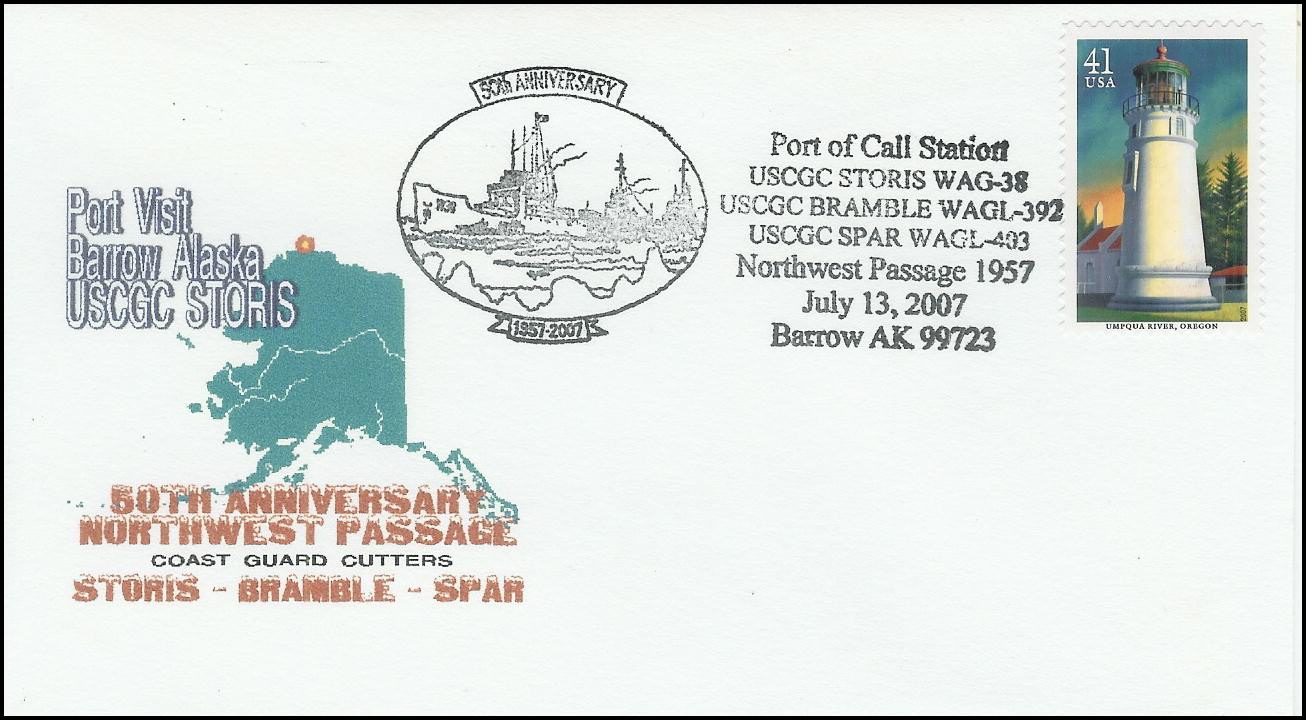 50th ANNIVERSARY
1957-2007
Port of Call Station
USCGC STORIS WAG-38
USCGC BRAMBLE WAGL-392
USCGC SPAR WAGL-403
Northwest Passage 1957
July 13, 2007
Barrow AK 99723
41
USA
UMPQUA RIVER, OREGON
2007
Port Visit
Barrow Alaska
USCGC STORIS
50TH ANNIVERSARY
NORTHWEST PASSAGE
COAST GUARD CUTTERS
STORIS - BRAMBLE - SPAR